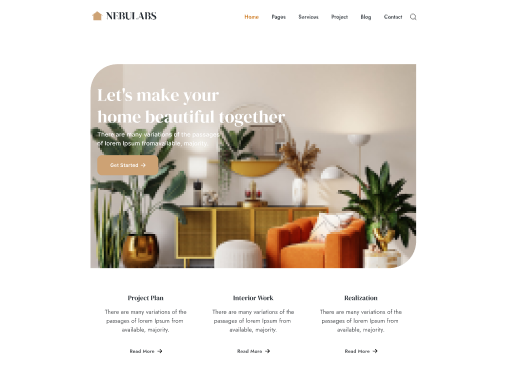 NEBULABS
Home Pages Services Project Blog Contact
Let's make your
home beautiful together
There are many variations of the passages
of lorem Ipsum fromavailable, majority.
Get Started →
Project Plan
There are many variations of the
passages of lorem Ipsum from
available, majority.
Read More →
Interior Work
There are many variations of the
passages of lorem Ipsum from
available, majority.
Read More →
Realization
There are many variations of the
passages of lorem Ipsum from
available, majority.
Read More →